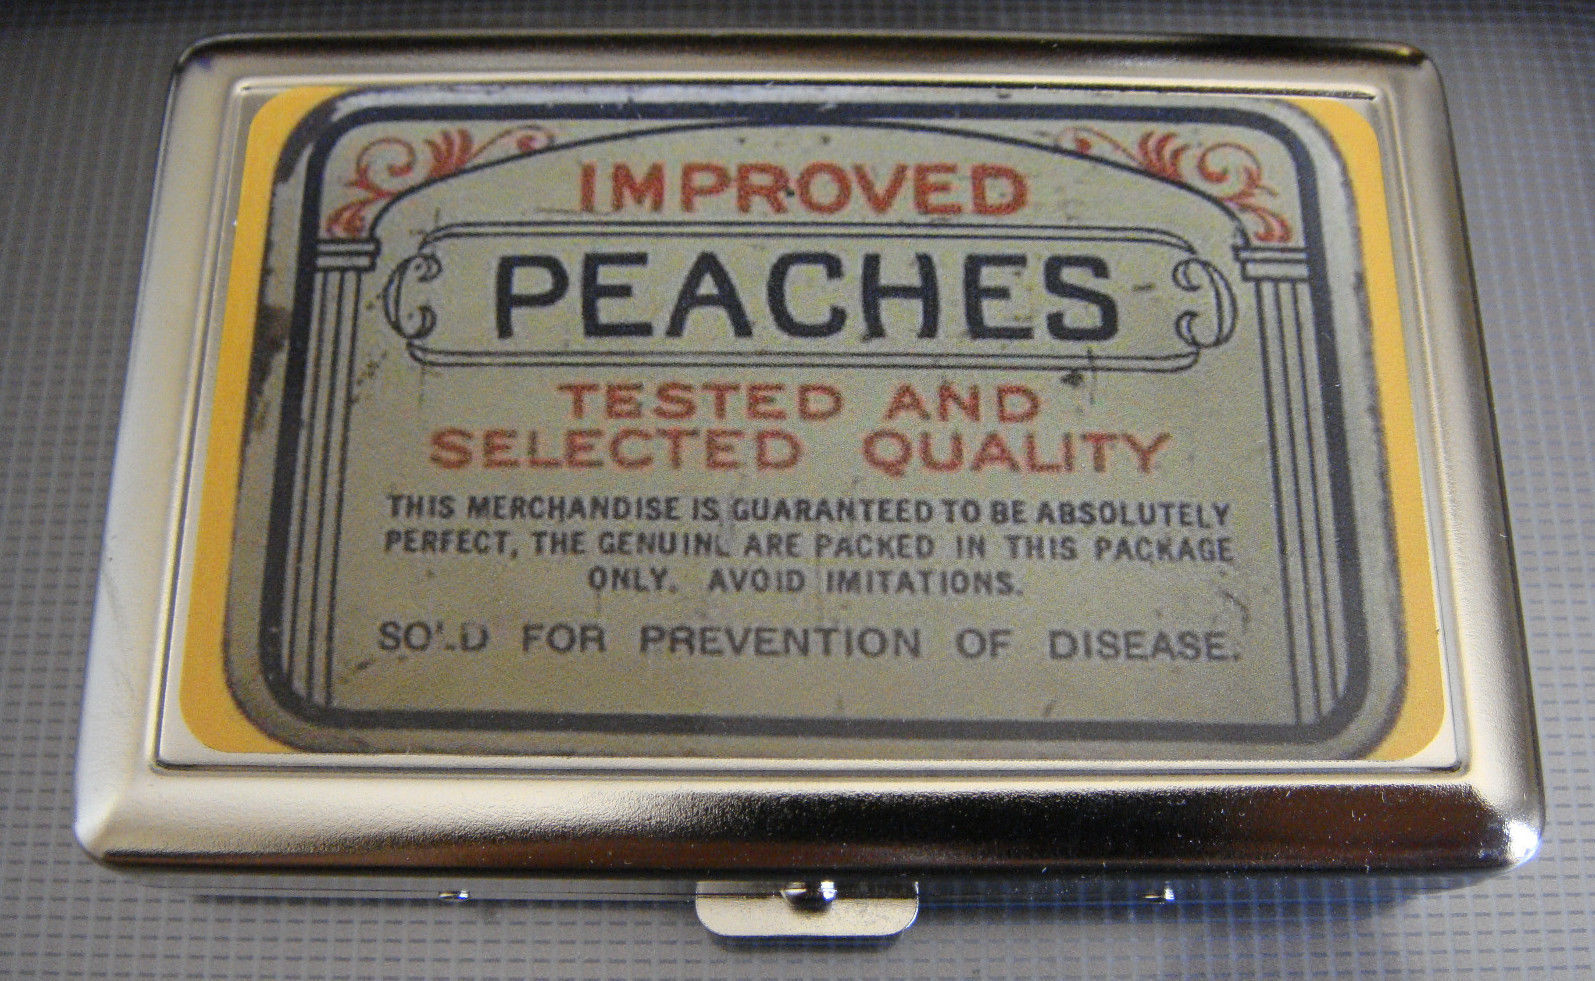 IMPROVED
PEACHES
TESTED AND
SELECTED QUALITY
THIS MERCHANDISE IS GUARANTEED TO BE ABSOLUTELY
PERFECT, THE GENUINE ARE PACKED IN THIS PACKAGE
ONLY. AVOID IMITATIONS.
SOLD FOR PREVENTION OF DISEASE.